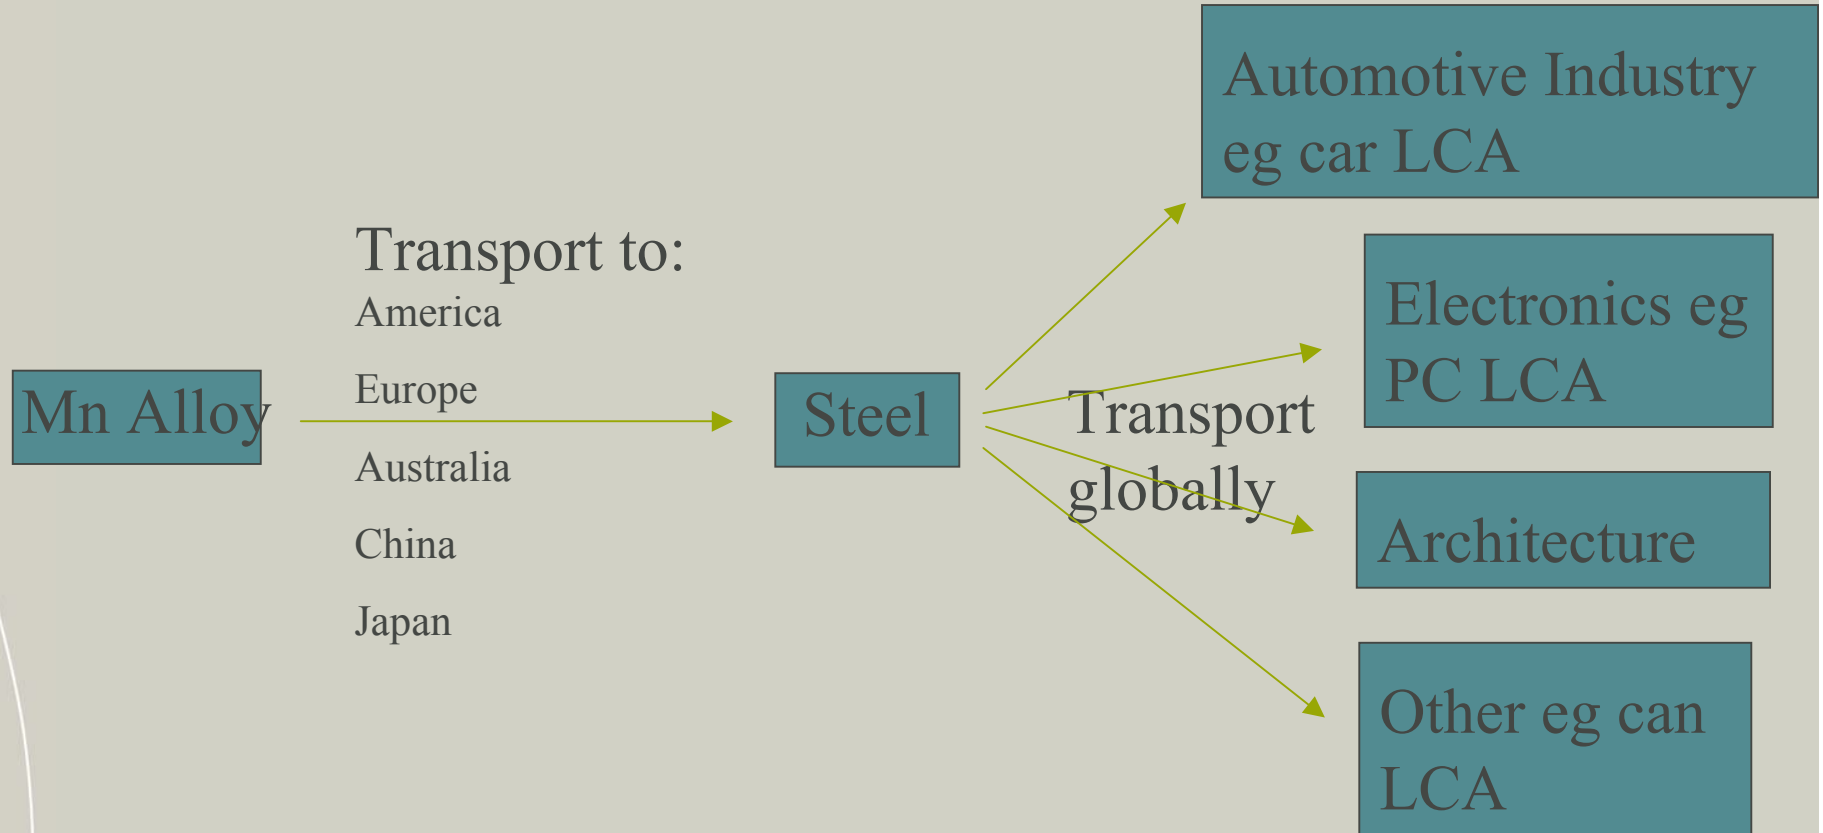 Mn Alloy
Transport to:
America
Europe
Australia
China
Japan
Steel
Transport
globally
Automotive Industry
eg car LCA
Electronics eg
PC LCA
Architecture
Other eg can
LCA